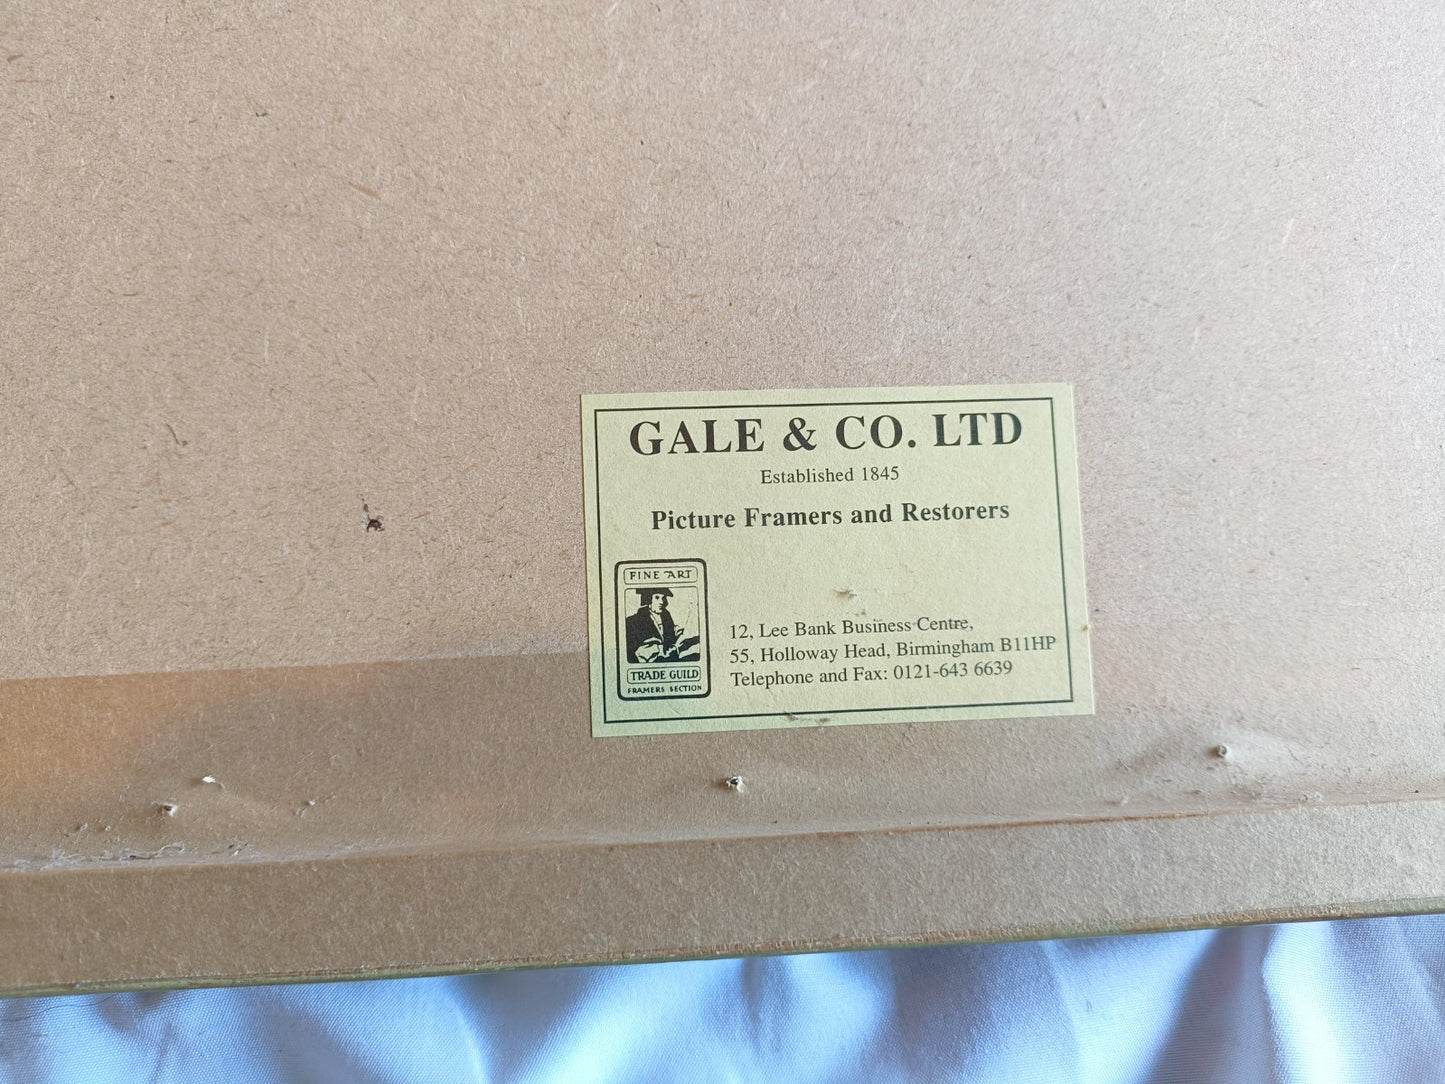 GALE & CO. LTD
Established 1845
Picture Framers and Restorers
FINE ART
TRADE GUILD
FRAMERS SECTION
12, Lee Bank Business Centre,
55, Holloway Head, Birmingham B11HP
Telephone and Fax: 0121-643 6639